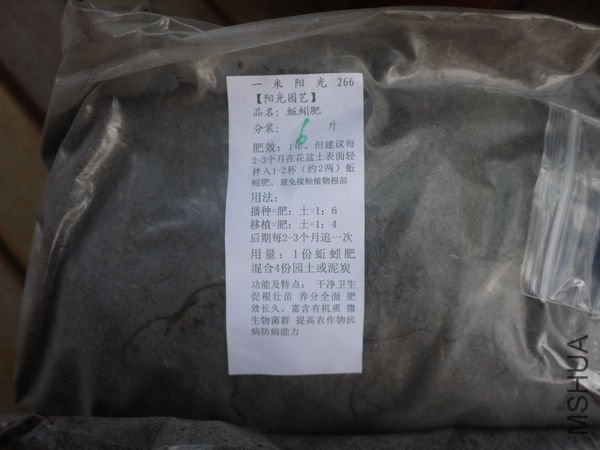 一 米 阳 光 266
【阳光园艺】
品名：蚯蚓肥
分装： 6 斤
肥效：1年，但建议每
2-3个月在花盆土表面轻
拌入1-2杯（约2两）蚯
蚓肥。避免接触植物根部
用法：
播种=肥：土=1：6
移植=肥：土=1：4
后期每2-3个月追一次
用量：1份蚯蚓肥
混合4份园土或泥炭
功能及特点： 干净卫生
促根壮苗 养分全面 肥
效长久。富含有机质 微
生物菌群 提高农作物抗
病防病能力
MSHUA